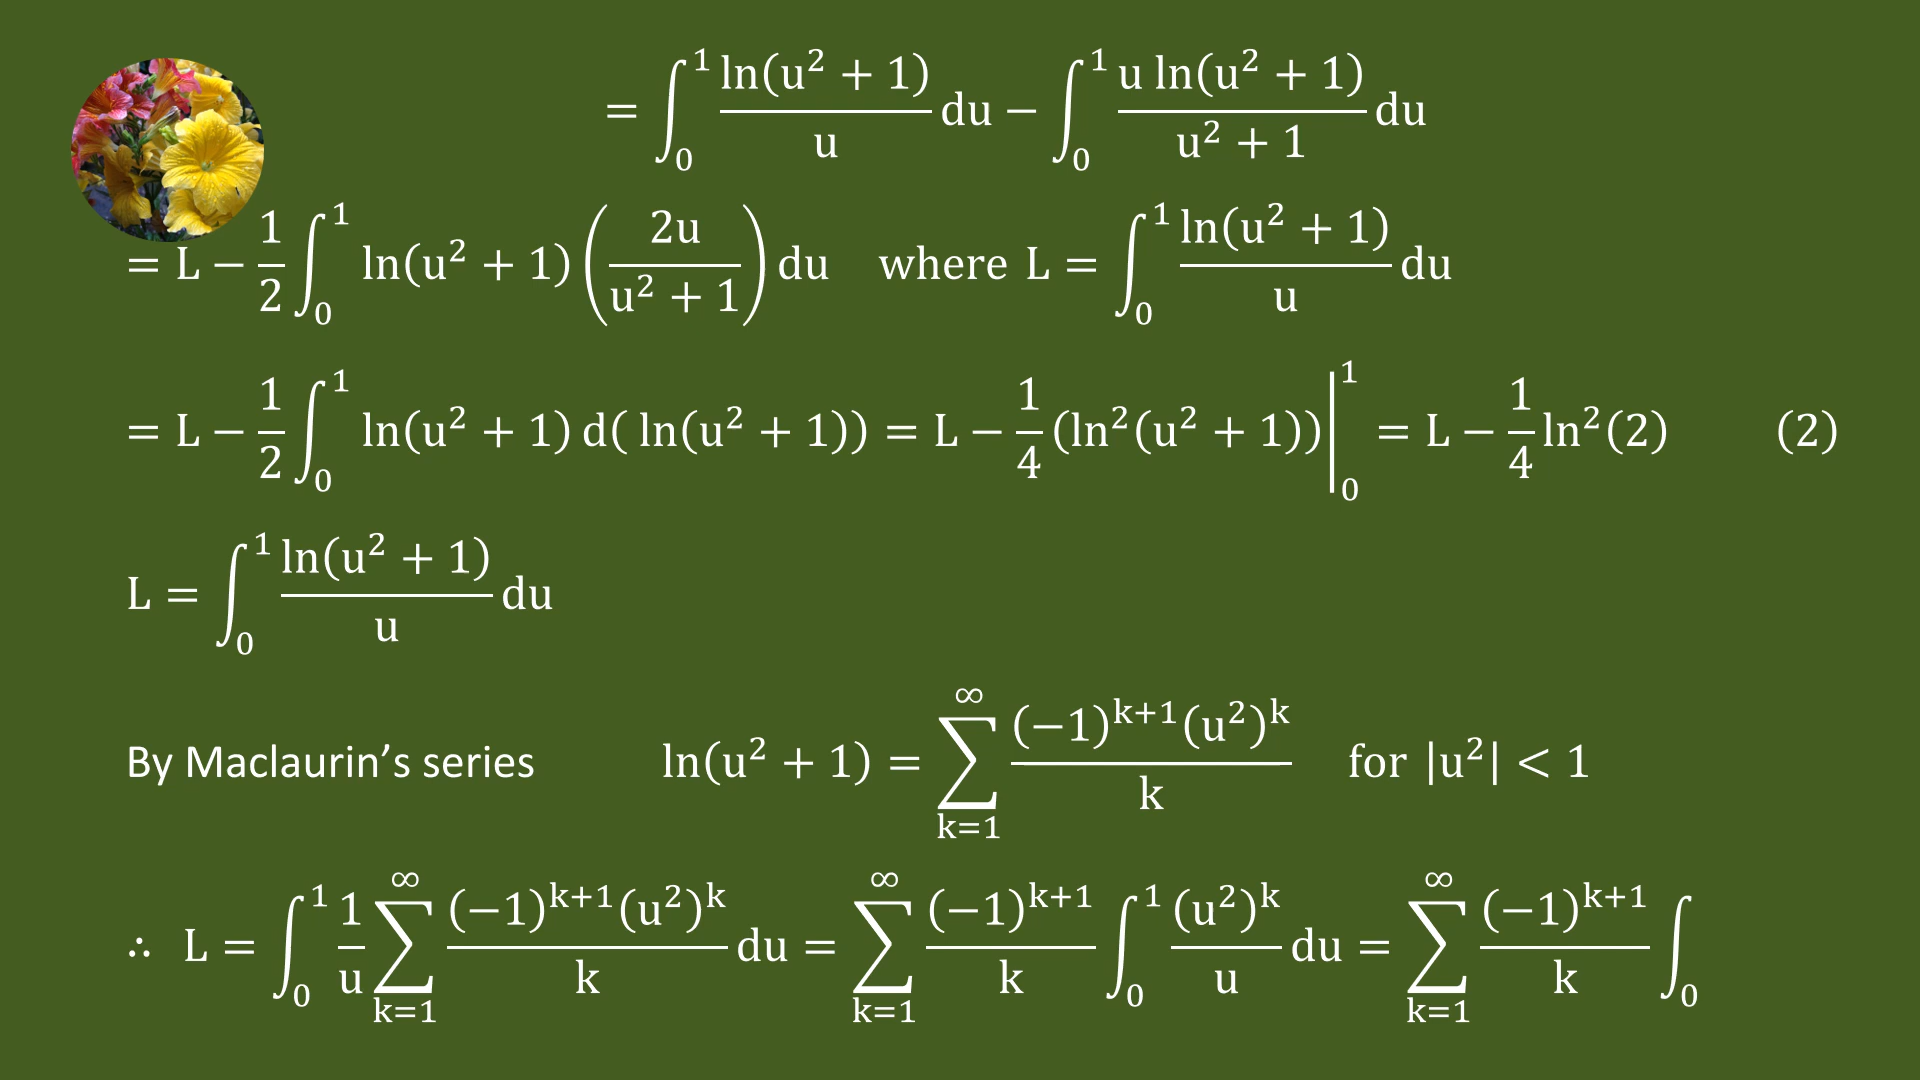 = ∫₀¹ ln(u² + 1)/u du − ∫₀¹ u ln(u² + 1)/(u² + 1) du
= L − 1/2 ∫₀¹ ln(u² + 1) (2u/(u² + 1)) du where L = ∫₀¹ ln(u² + 1)/u du
= L − 1/2 ∫₀¹ ln(u² + 1) d( ln(u² + 1)) = L − 1/4 (ln²(u² + 1))|₀¹ = L − 1/4 ln²(2) (2)
L = ∫₀¹ ln(u² + 1)/u du
By Maclaurin’s series ln(u² + 1) = ∑_{k=1}^{∞} (−1)^{k+1}(u²)^k/k for |u²| < 1
∴ L = ∫₀¹ 1/u ∑_{k=1}^{∞} (−1)^{k+1}(u²)^k/k du = ∑_{k=1}^{∞} (−1)^{k+1}/k ∫₀¹ (u²)^k/u du = ∑_{k=1}^{∞} (−1)^{k+1}/k ∫₀